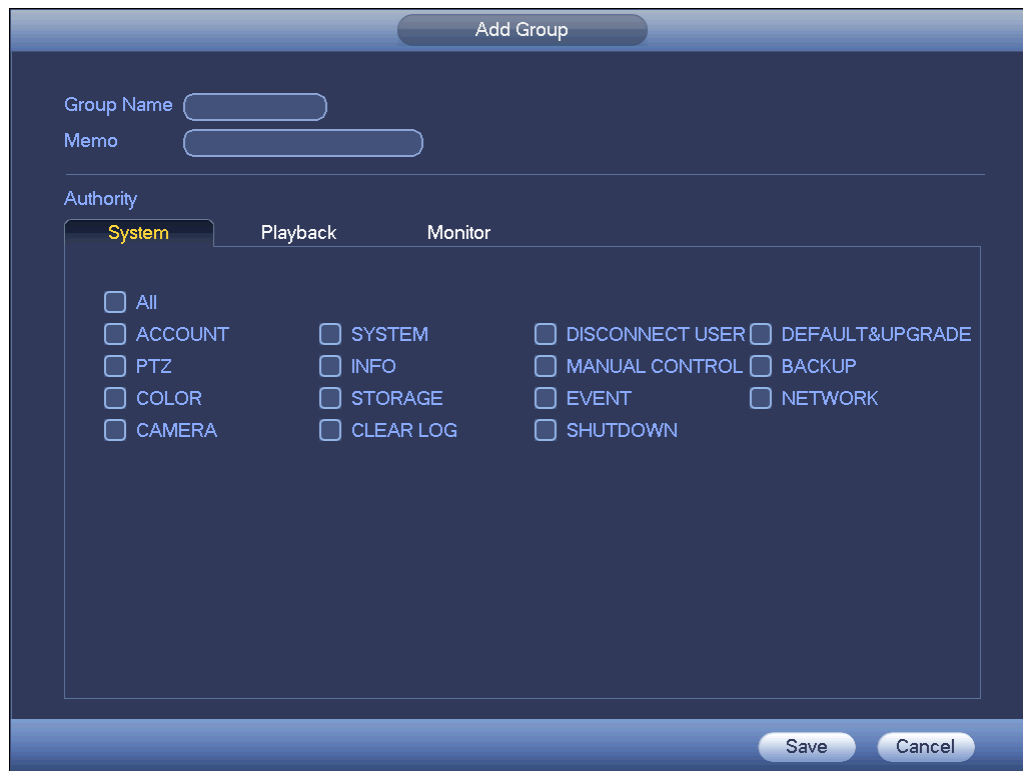 Add Group
Group Name
Memo
Authority
System Playback Monitor
All
ACCOUNT SYSTEM DISCONNECT USER DEFAULT&UPGRADE
PTZ INFO MANUAL CONTROL BACKUP
COLOR STORAGE EVENT NETWORK
CAMERA CLEAR LOG SHUTDOWN
Save Cancel